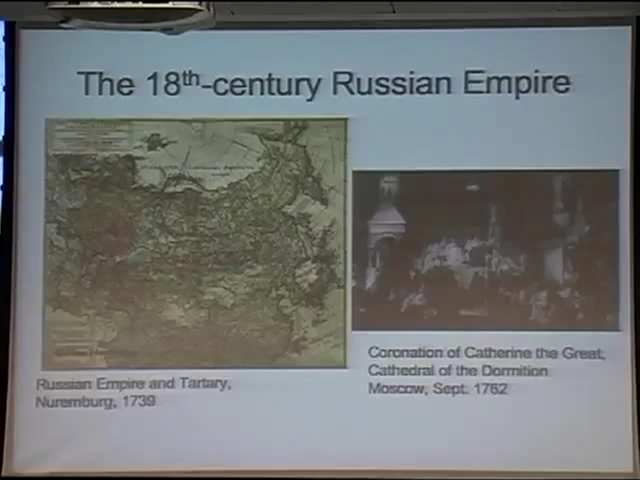 The 18th-century Russian Empire
Russian Empire and Tartary,
Nuremburg, 1739
Coronation of Catherine the Great,
Cathedral of the Dormition
Moscow, Sept. 1762